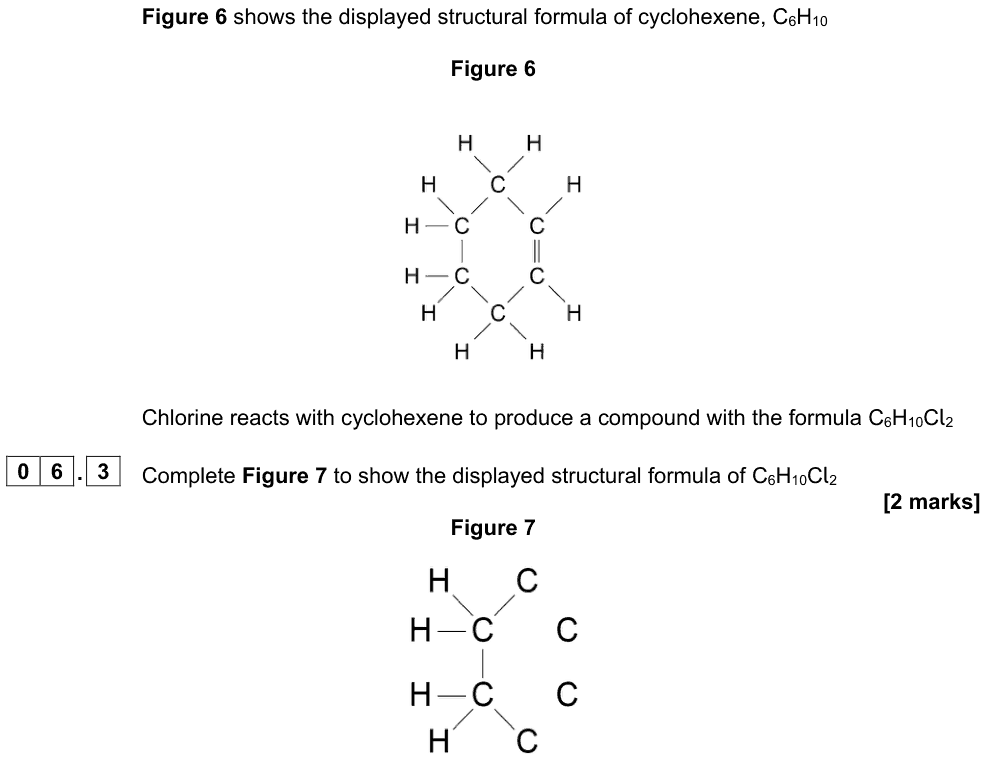 Figure 6 shows the displayed structural formula of cyclohexene, C₆H₁₀
Figure 6
H H
H C H
H C C
H C C
H C H
H H
Chlorine reacts with cyclohexene to produce a compound with the formula C₆H₁₀Cl₂
0 6 . 3 Complete Figure 7 to show the displayed structural formula of C₆H₁₀Cl₂
[2 marks]
Figure 7
H C
H C C
H C C
H C